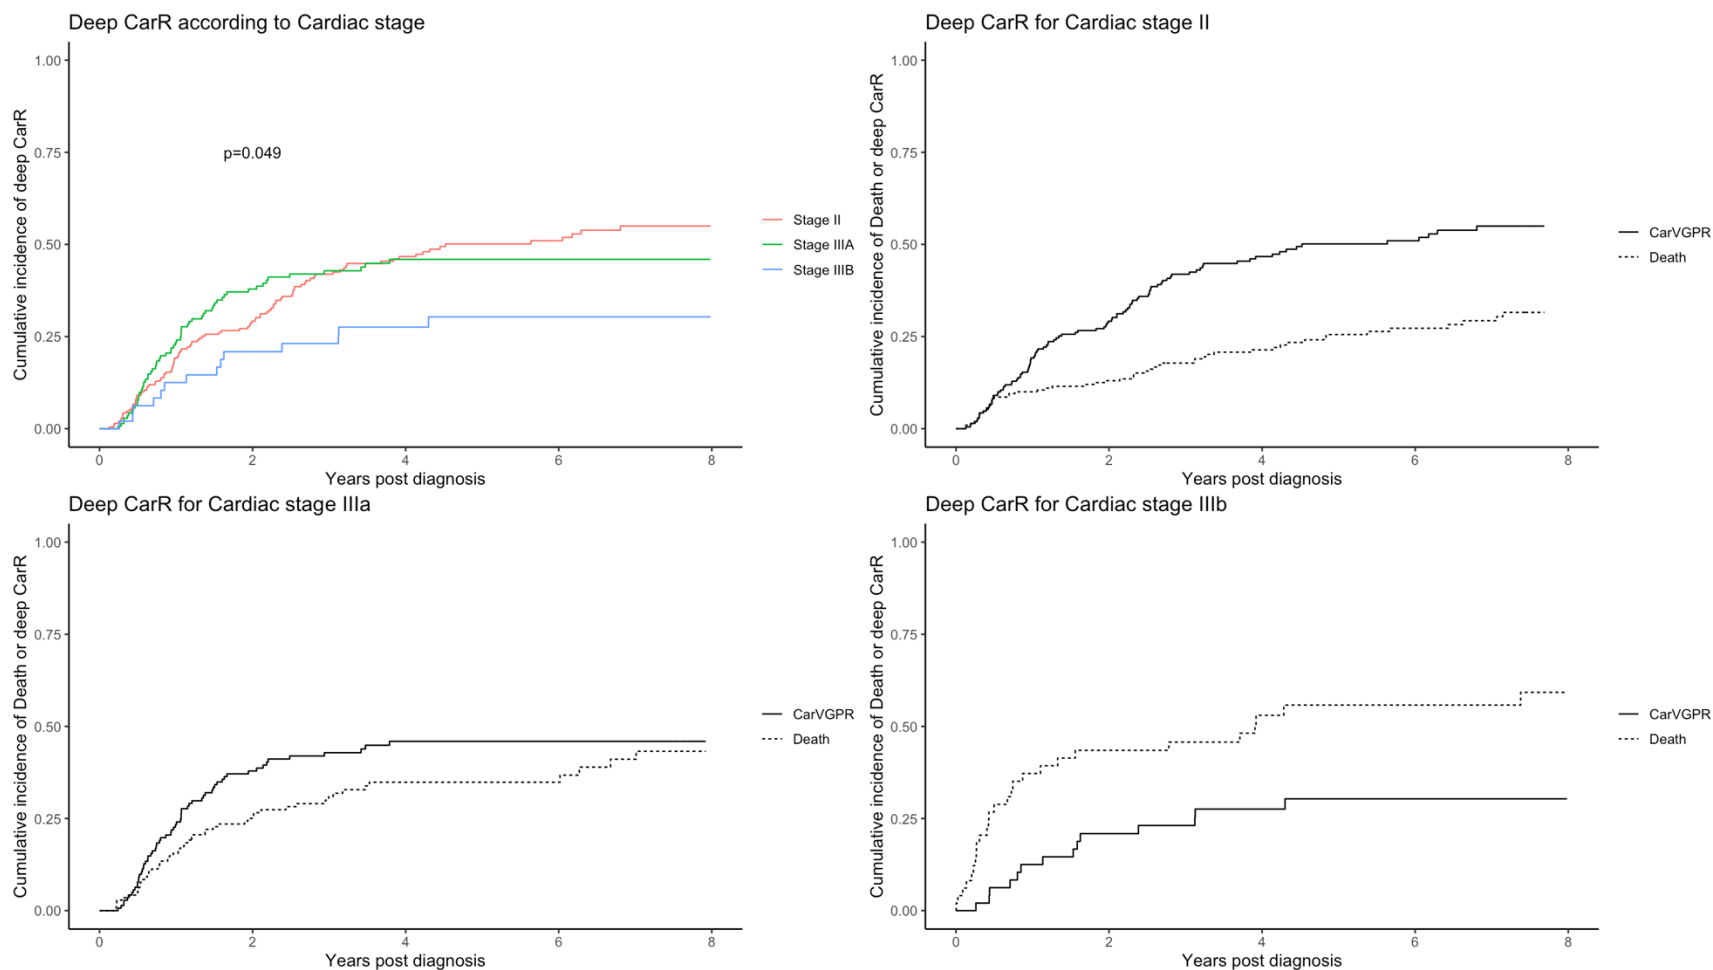 Deep CarR according to Cardiac stage
Cumulative incidence of deep CarR
1.00
0.75
0.50
0.25
0.00
p=0.049
Stage II
Stage IIIA
Stage IIIB
0 2 4 6 8
Years post diagnosis
Deep CarR for Cardiac stage II
Cumulative incidence of Death or deep CarR
1.00
0.75
0.50
0.25
0.00
CarVGPR
Death
0 2 4 6 8
Years post diagnosis
Deep CarR for Cardiac stage IIIa
Cumulative incidence of Death or deep CarR
1.00
0.75
0.50
0.25
0.00
CarVGPR
Death
0 2 4 6 8
Years post diagnosis
Deep CarR for Cardiac stage IIIb
Cumulative incidence of Death or deep CarR
1.00
0.75
0.50
0.25
0.00
CarVGPR
Death
0 2 4 6 8
Years post diagnosis